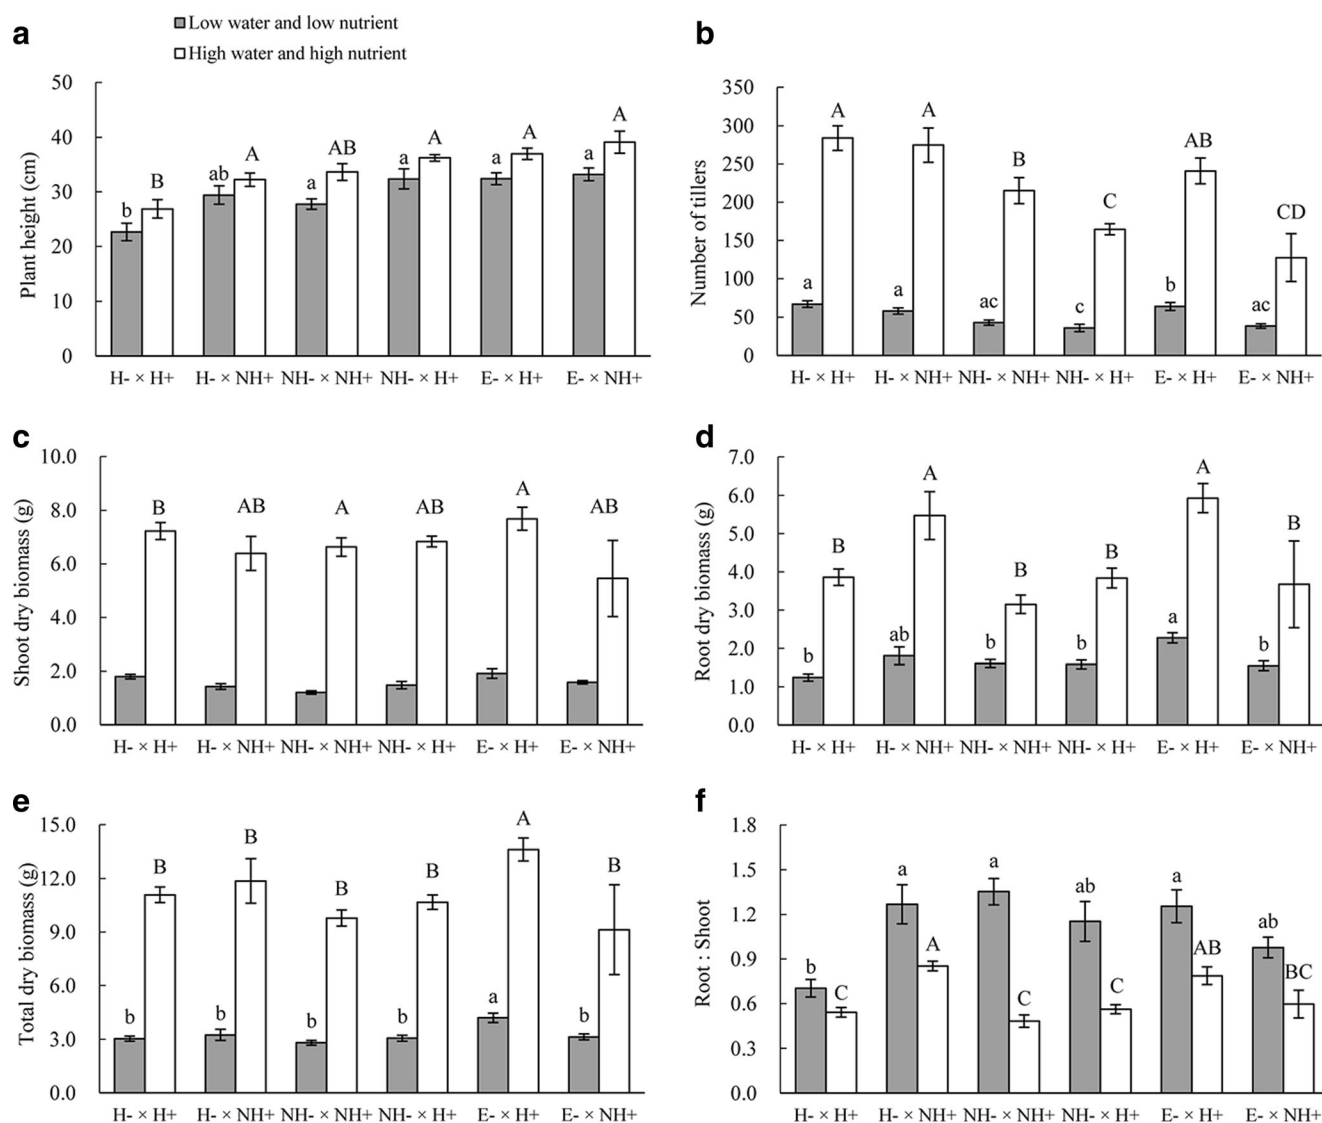 a
Low water and low nutrient
High water and high nutrient
Plant height (cm)
50
40
30
20
10
0
b B ab A a AB a A a A a A
H- × H+ H- × NH+ NH- × NH+ NH- × H+ E- × H+ E- × NH+
b
Number of tillers
350
300
250
200
150
100
50
0
a A a A ac B c C b AB ac CD
H- × H+ H- × NH+ NH- × NH+ NH- × H+ E- × H+ E- × NH+
c
Shoot dry biomass (g)
10.0
8.0
6.0
4.0
2.0
0.0
B AB A AB A AB
H- × H+ H- × NH+ NH- × NH+ NH- × H+ E- × H+ E- × NH+
d
Root dry biomass (g)
7.0
6.0
5.0
4.0
3.0
2.0
1.0
0.0
b B ab A b B b B a A b B
H- × H+ H- × NH+ NH- × NH+ NH- × H+ E- × H+ E- × NH+
e
Total dry biomass (g)
15.0
12.0
9.0
6.0
3.0
0.0
b B b B b B b B a A b B
H- × H+ H- × NH+ NH- × NH+ NH- × H+ E- × H+ E- × NH+
f
Root : Shoot
1.8
1.5
1.2
0.9
0.6
0.3
0.0
b C a A a C ab C a AB ab BC
H- × H+ H- × NH+ NH- × NH+ NH- × H+ E- × H+ E- × NH+